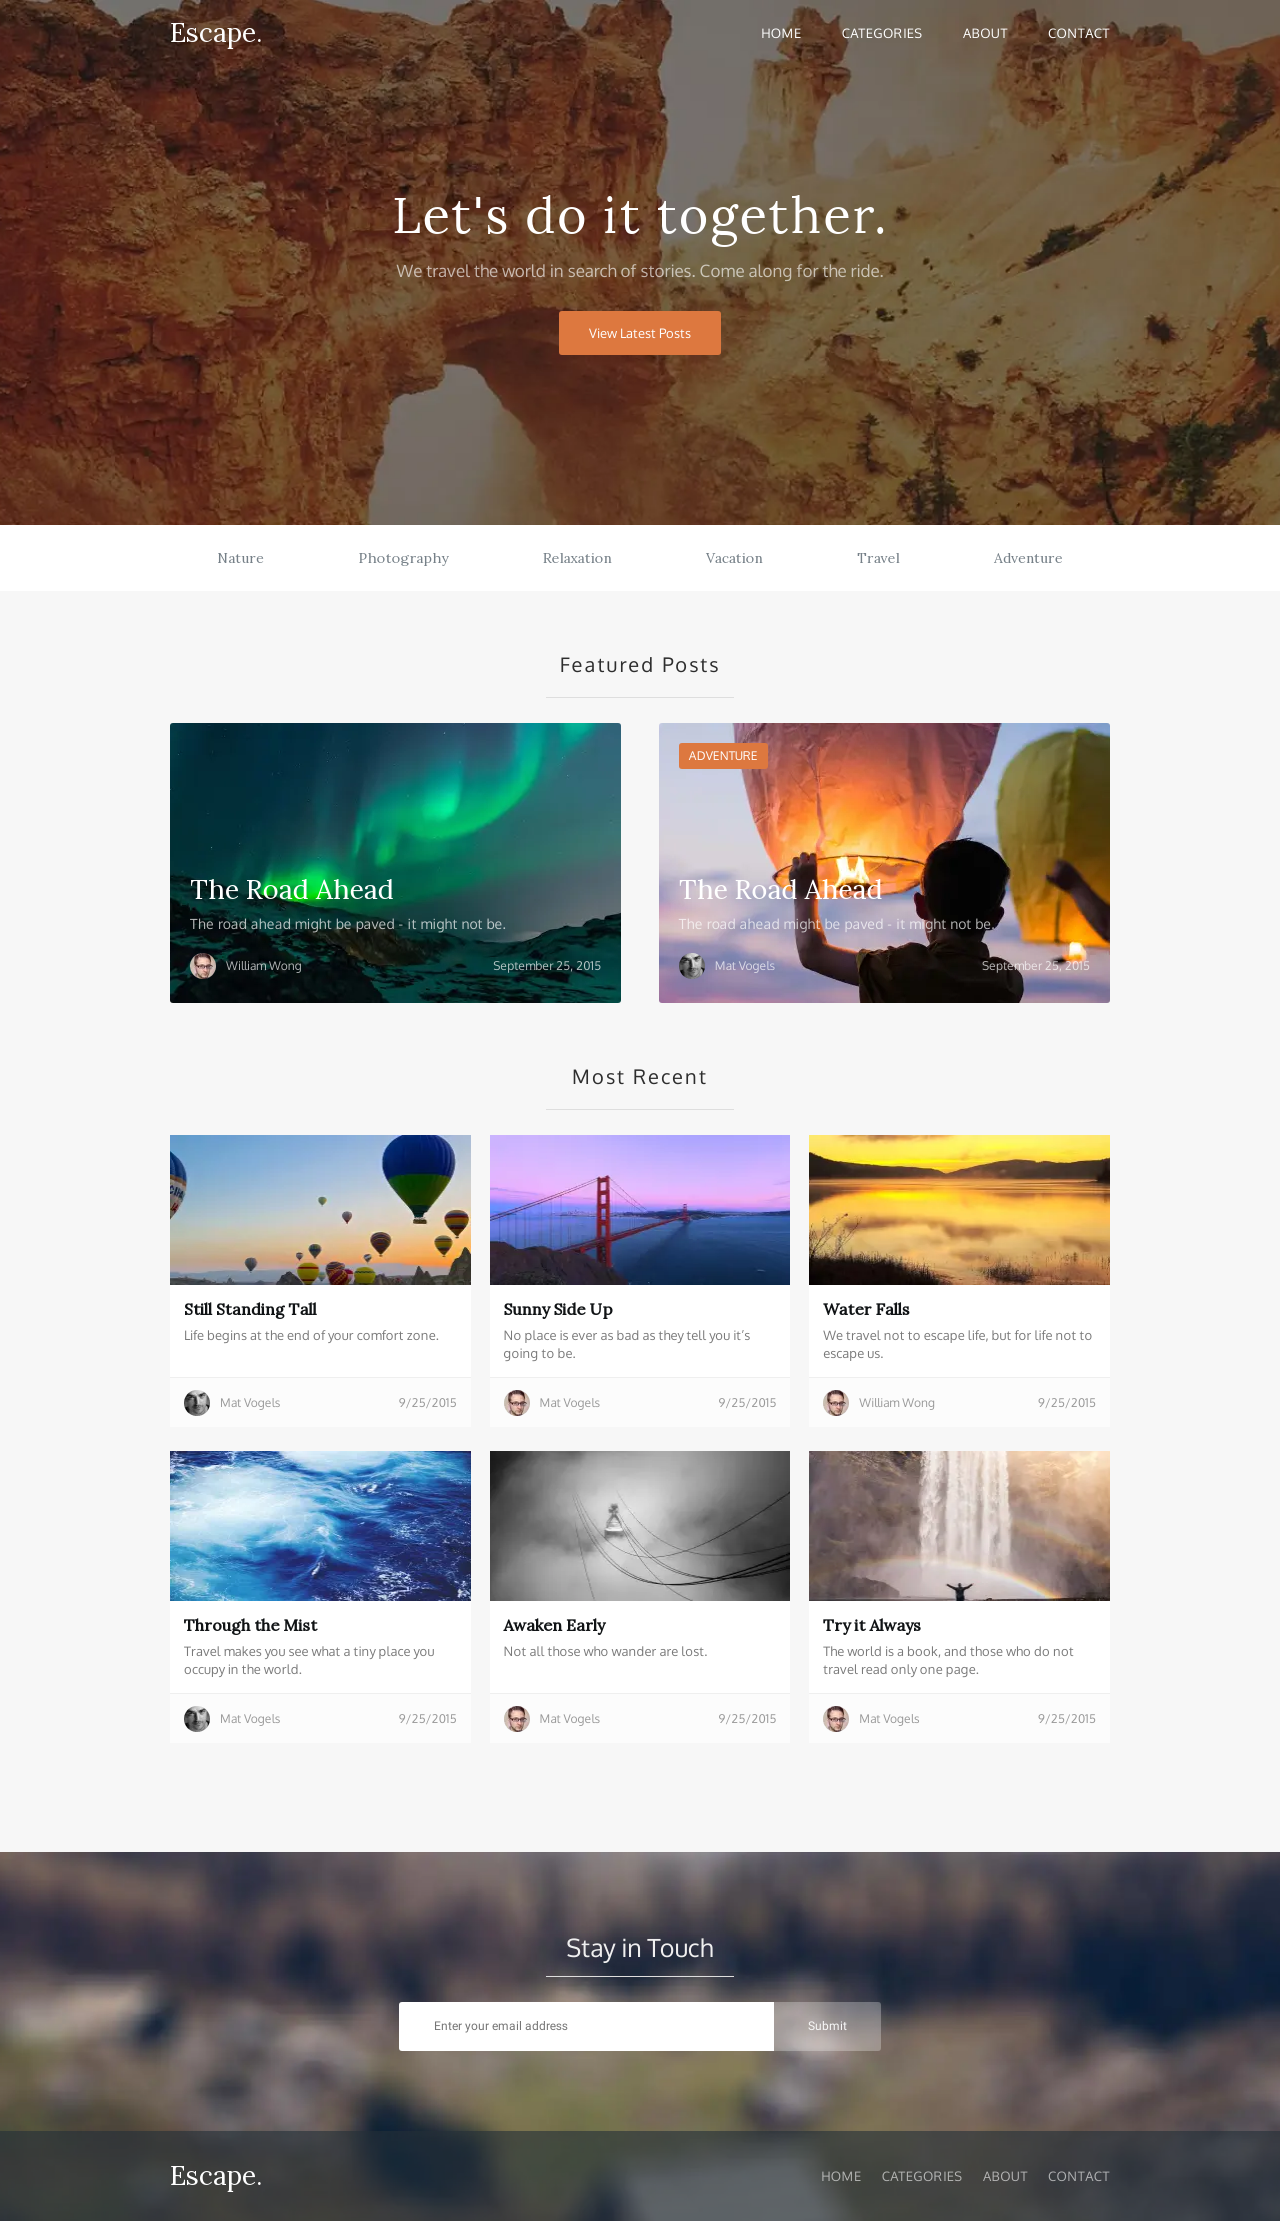 Escape.
HOME CATEGORIES ABOUT CONTACT
Let's do it together.
We travel the world in search of stories. Come along for the ride.
View Latest Posts
Nature Photography Relaxation Vacation Travel Adventure
Featured Posts
The Road Ahead
The road ahead might be paved - it might not be.
William Wong September 25, 2015
ADVENTURE
The Road Ahead
The road ahead might be paved - it might not be.
Mat Vogels September 25, 2015
Most Recent
Still Standing Tall
Life begins at the end of your comfort zone.
Mat Vogels 9/25/2015
Sunny Side Up
No place is ever as bad as they tell you it's
going to be.
Mat Vogels 9/25/2015
Water Falls
We travel not to escape life, but for life not to
escape us.
William Wong 9/25/2015
Through the Mist
Travel makes you see what a tiny place you
occupy in the world.
Mat Vogels 9/25/2015
Awaken Early
Not all those who wander are lost.
Mat Vogels 9/25/2015
Try it Always
The world is a book, and those who do not
travel read only one page.
Mat Vogels 9/25/2015
Stay in Touch
Enter your email address Submit
Escape.
HOME CATEGORIES ABOUT CONTACT